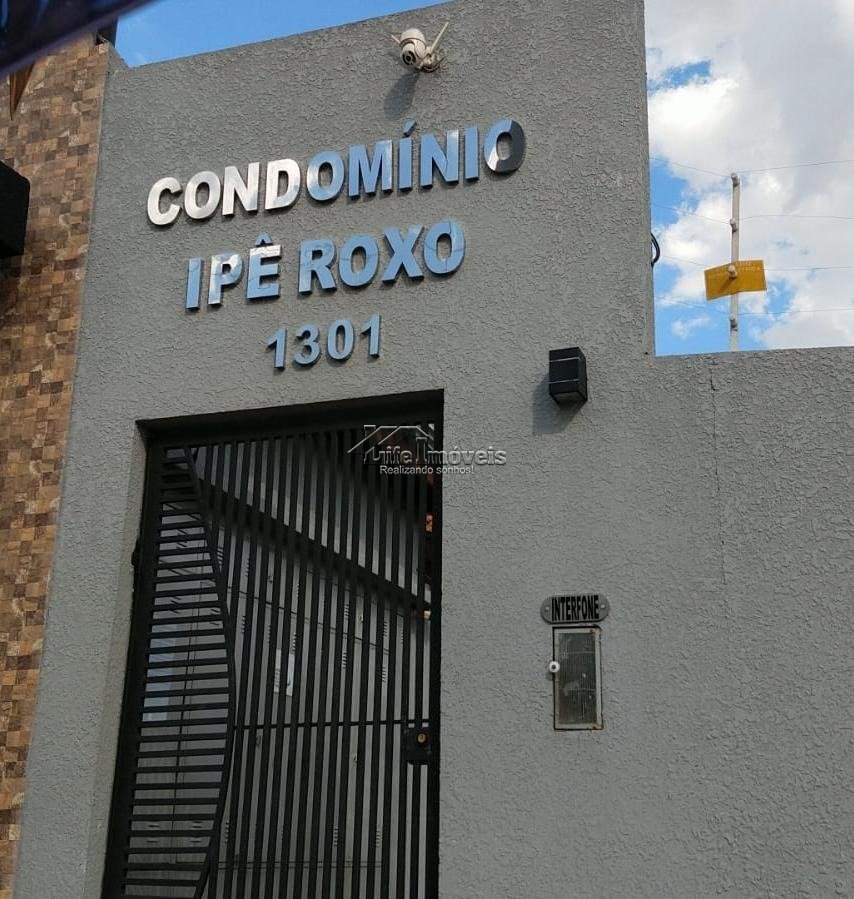 CONDOMÍNIO
IPÊ ROXO
1301
Life Imóveis
Realizando sonhos!
INTERFONE